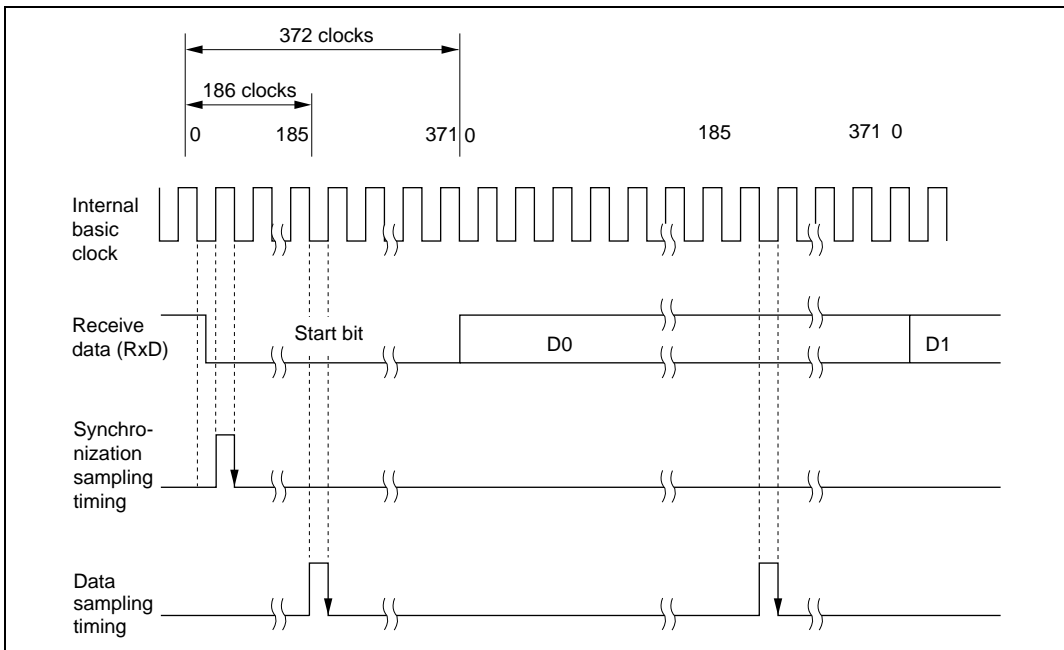 372 clocks
186 clocks
0
185
371 0
185
371 0
Internal
basic
clock
Receive
data (RxD)
Start bit
D0
D1
Synchro-
nization
sampling
timing
Data
sampling
timing